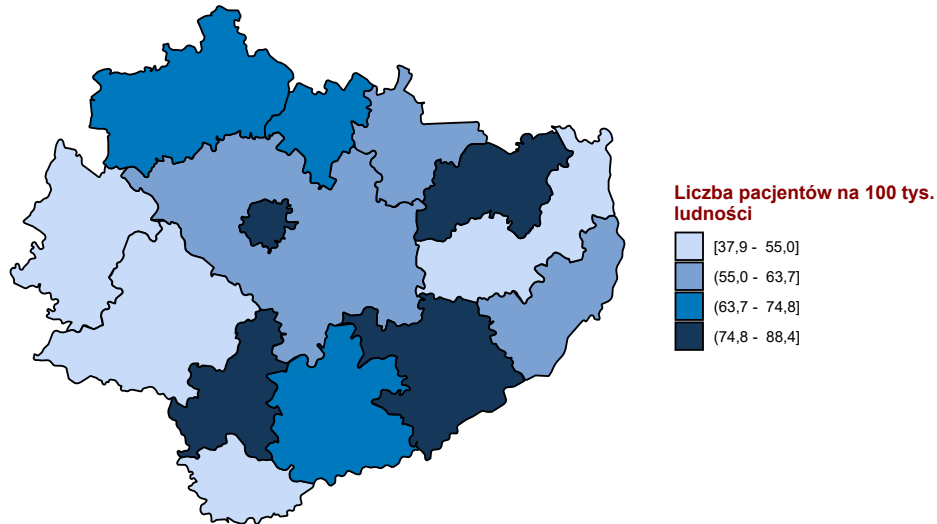 Liczba pacjentów na 100 tys.
ludności
[37,9 - 55,0]
(55,0 - 63,7]
(63,7 - 74,8]
(74,8 - 88,4]